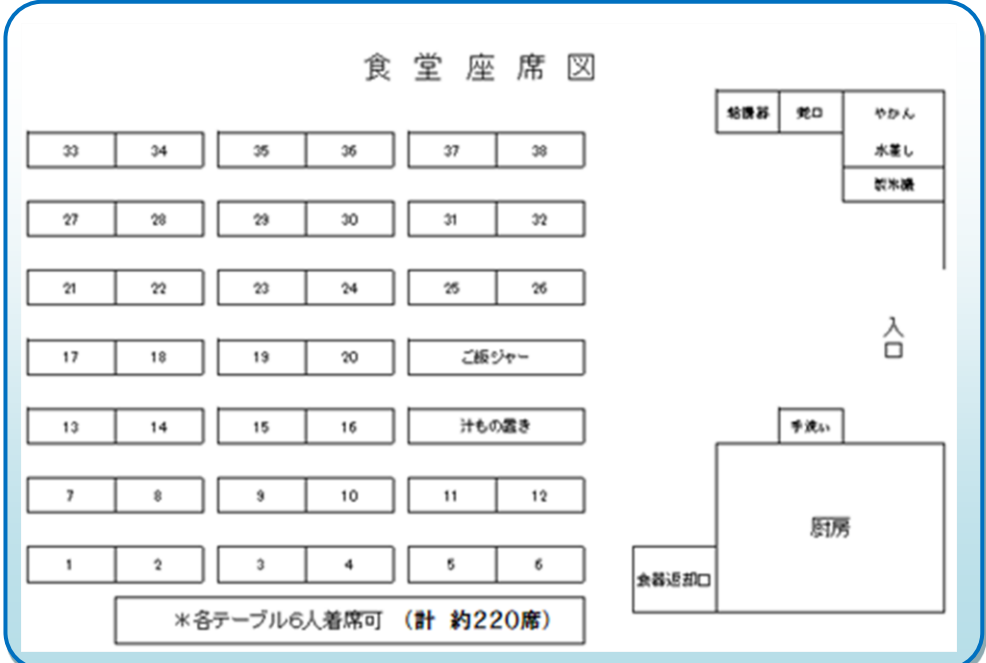 食堂座席図
給湯器 蛇口 やかん
水差し
製氷機
33 34 35 36 37 38
27 28 29 30 31 32
21 22 23 24 25 26
入口
17 18 19 20 ご飯ジャー
13 14 15 16 汁もの置き
手洗い
7 8 9 10 11 12
厨房
1 2 3 4 5 6
食器返却口
*各テーブル6人着席可 (計 約220席)